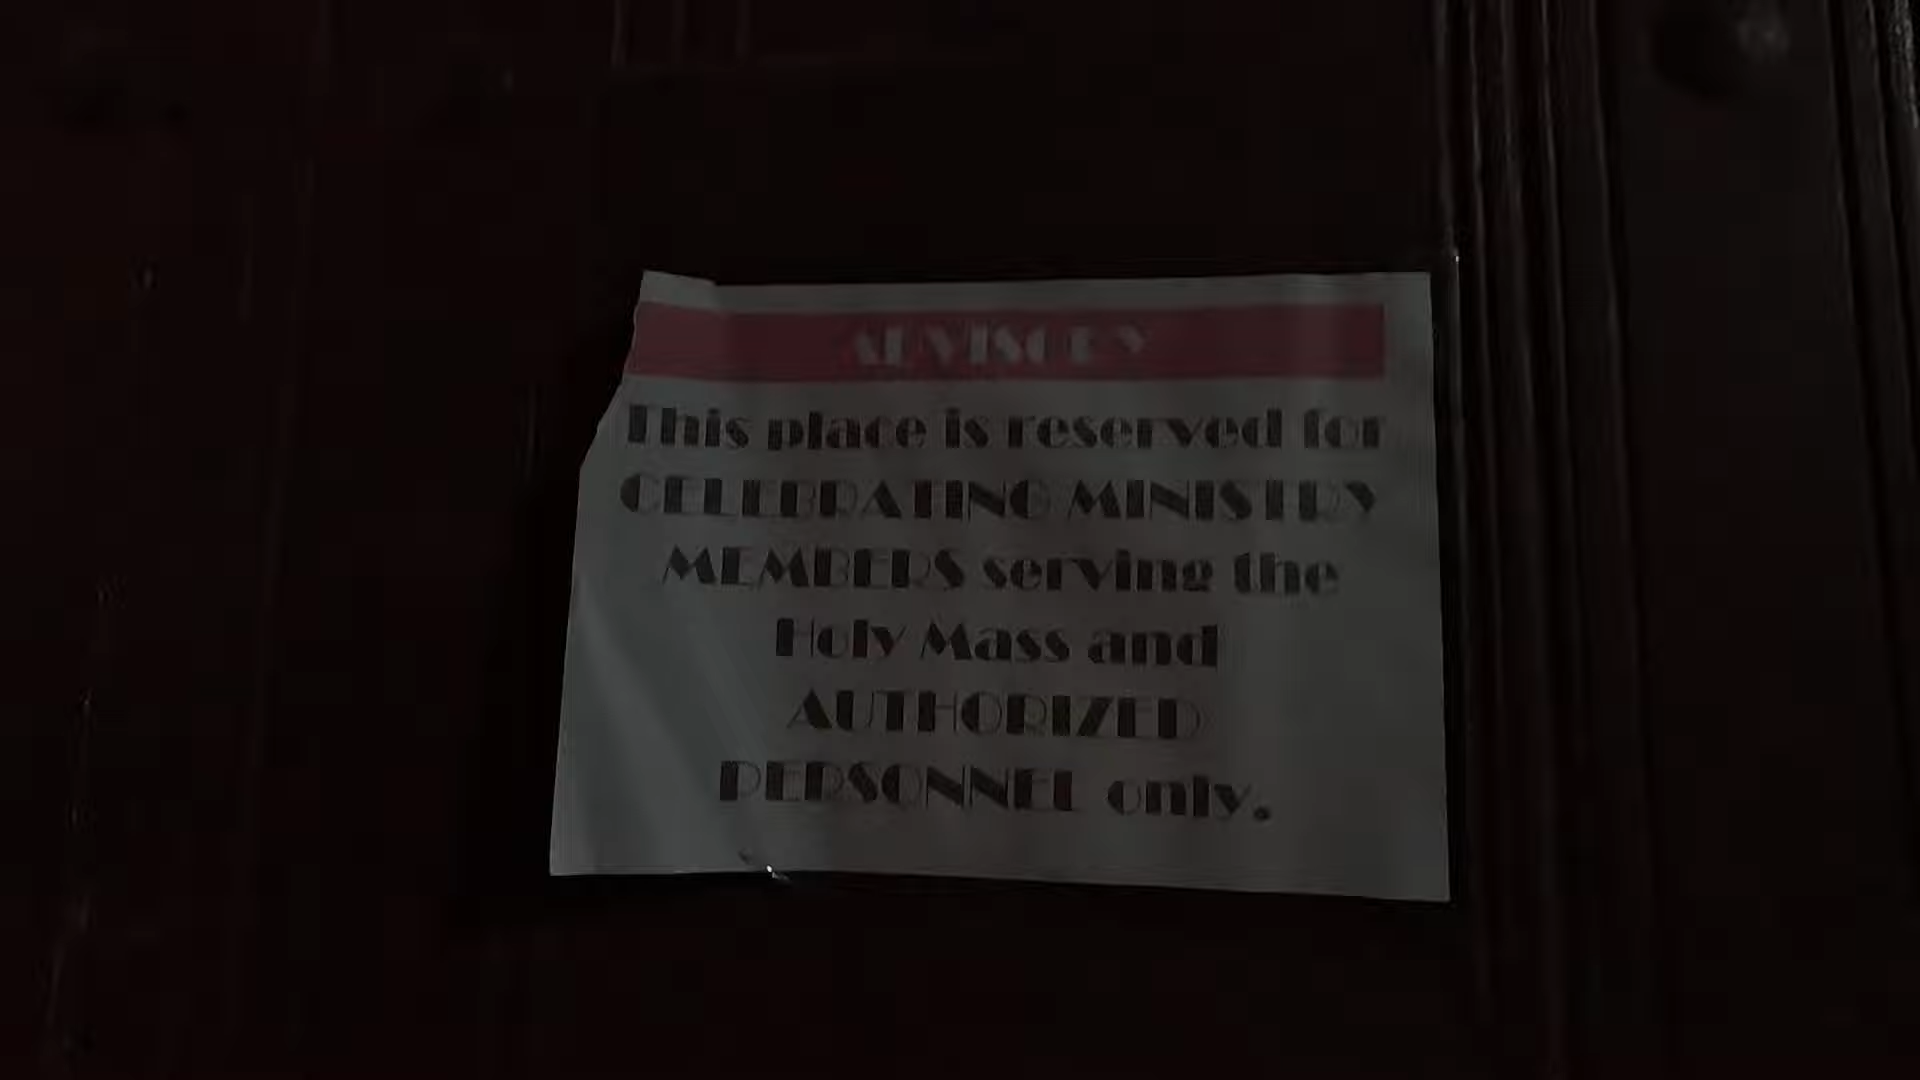 ADVISORY
This place is reserved for
CELEBRATING MINISTRY
MEMBERS serving the
Holy Mass and
AUTHORIZED
PERSONNEL only.